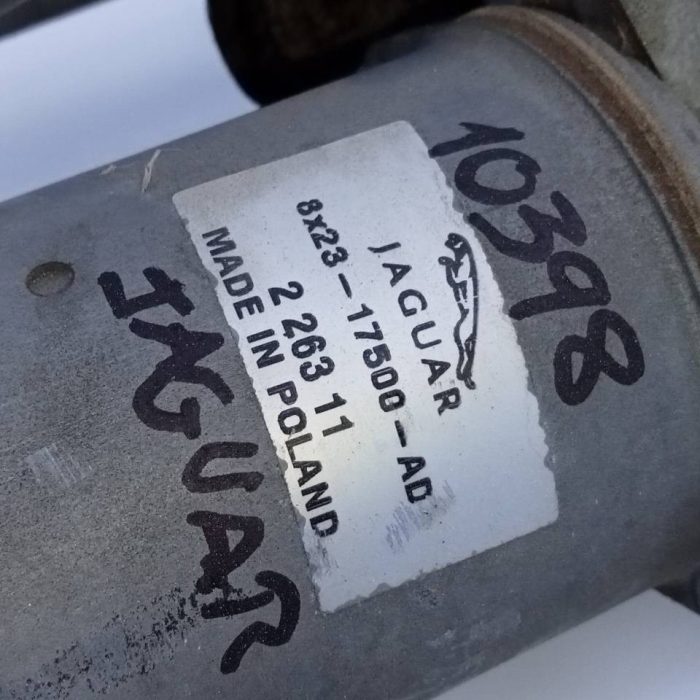 10398
JAGUAR
8x23-17500-AD
2 263 11
MADE IN POLAND
JAGUAR